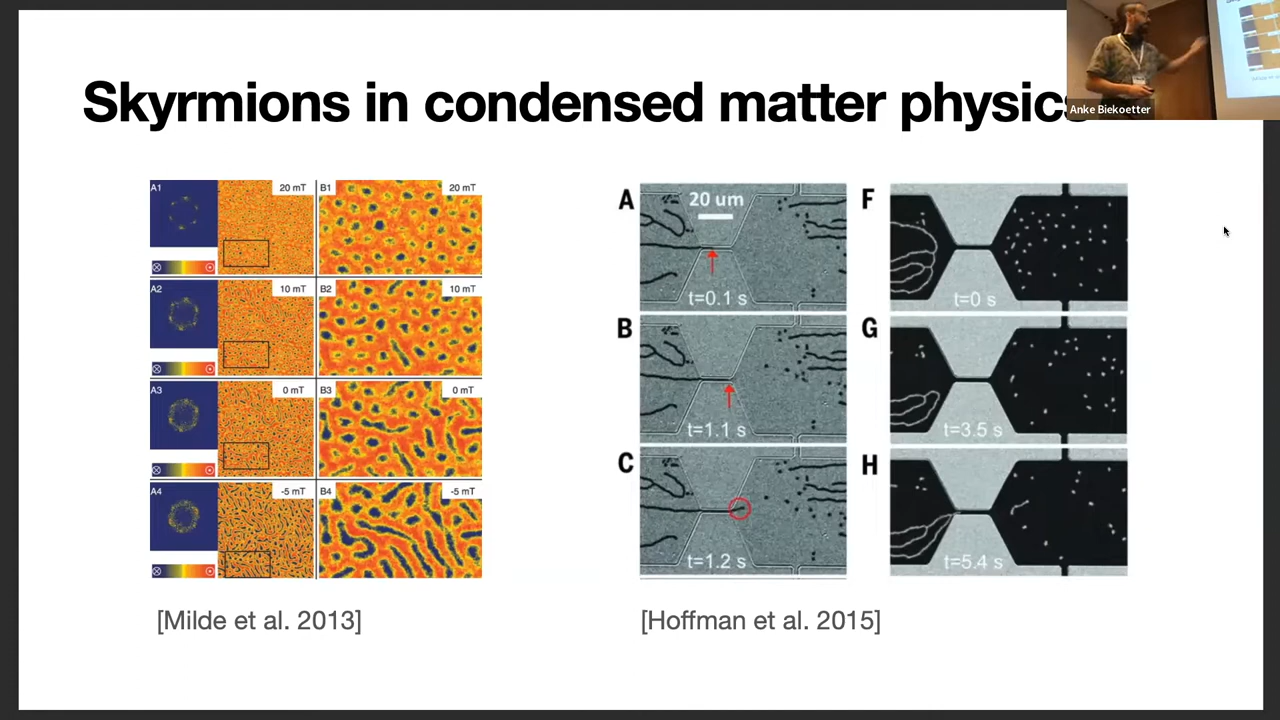 Skyrmions in condensed matter physics
Anke Biekoetter
A1
20 mT
B1
20 mT
A2
10 mT
B2
10 mT
A3
0 mT
B3
0 mT
A4
-5 mT
B4
-5 mT
A
20 um
t=0.1 s
B
t=1.1 s
C
t=1.2 s
F
t=0 s
G
t=3.5 s
H
t=5.4 s
[Milde et al. 2013]
[Hoffman et al. 2015]